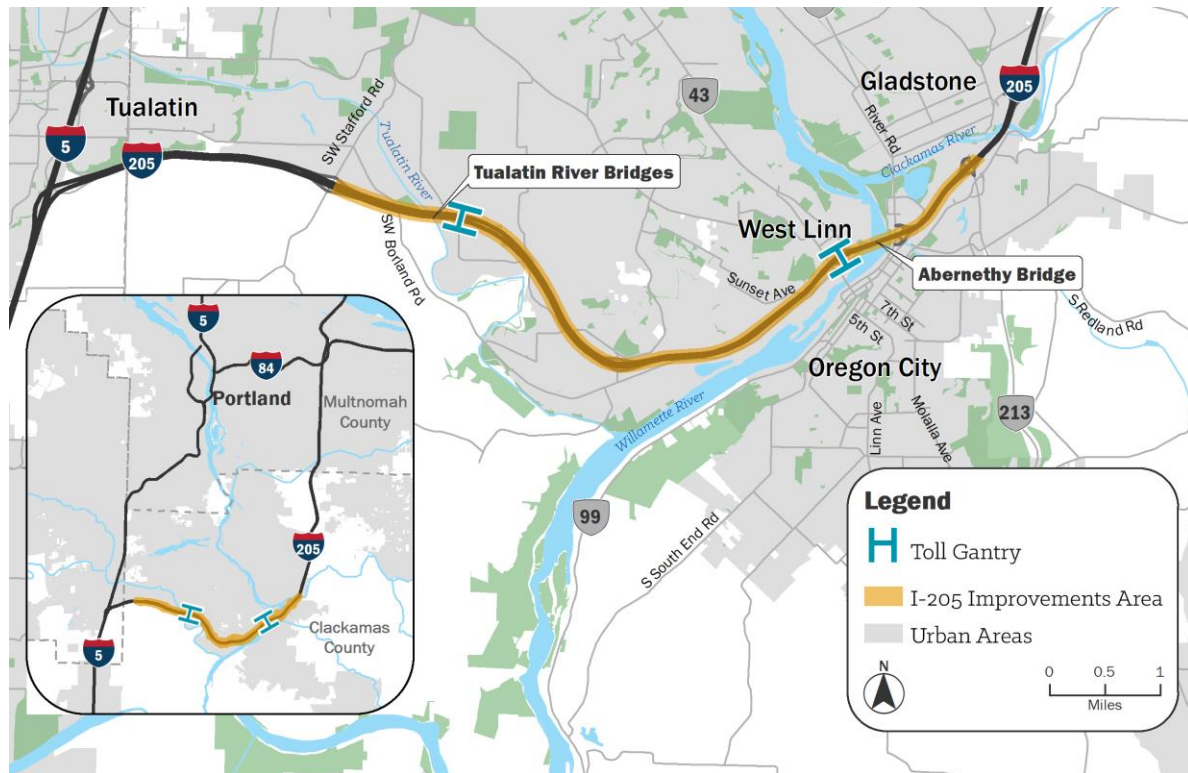 43
Gladstone
205
Tualatin
5
205
SW Stafford Rd
Tualatin River
River Rd
Clackamas River
Tualatin River Bridges
West Linn
Abernethy Bridge
SW Borland Rd
Sunset Ave
7th St
5th St
S Redland Rd
Oregon City
Willamette River
Linn Ave
Molalla Ave
213
99
S South End Rd
5
84
Portland
Multnomah
County
205
Clackamas
County
5
Legend
Toll Gantry
I-205 Improvements Area
Urban Areas
N
0 0.5 1
Miles